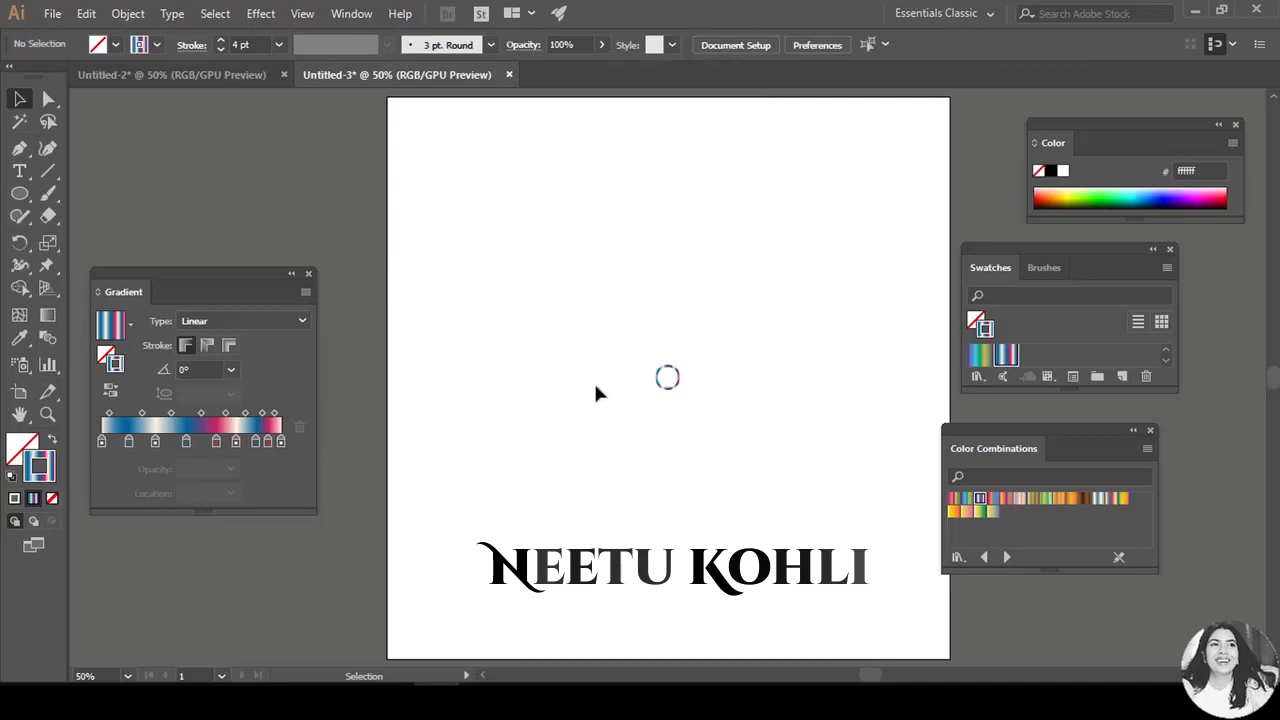 Ai File Edit Object Type Select Effect View Window Help Br St Essentials Classic Search Adobe Stock
No Selection Stroke: 4 pt 3 pt. Round Opacity: 100% Style: Document Setup Preferences
Untitled-2* @ 50% (RGB/GPU Preview) Untitled-3* @ 50% (RGB/GPU Preview)
Color
# ffffff
Swatches Brushes
Gradient
Type: Linear
Stroke:
0°
Opacity:
Location:
Color Combinations
NEETU KOHLI
50% 1 Selection